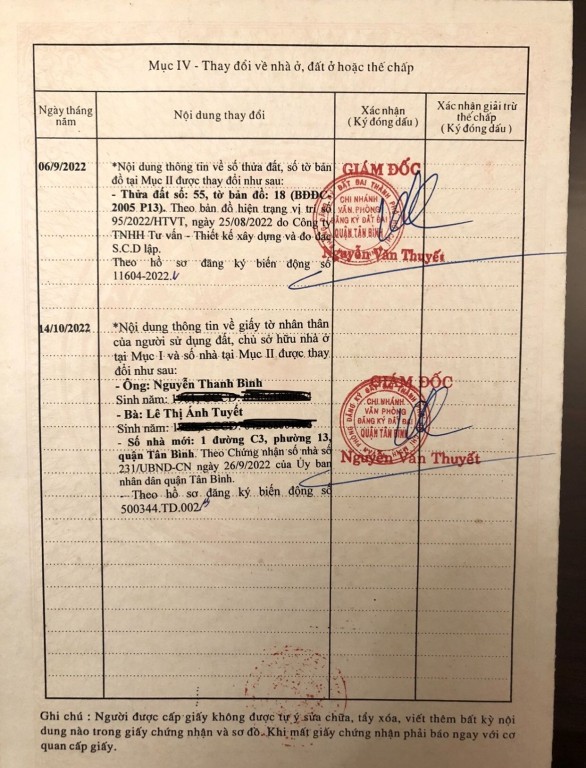 Mục IV - Thay đổi về nhà ở, đất ở hoặc thế chấp
Ngày tháng năm
Nội dung thay đổi
Xác nhận
( Ký đóng dấu )
Xác nhận giải trừ
thế chấp
( Ký đóng dấu )
06/9/2022
*Nội dung thông tin về số thửa đất, số tờ bản
đồ tại Mục II được thay đổi như sau:
- Thửa đất số: 55, tờ bản đồ: 18 (BĐĐC-
2005 P13). Theo bản đồ hiện trạng vị trí số
95/2022/HTVT, ngày 25/08/2022 do Công ty
TNHH Tư vấn - Thiết kế xây dựng và đo đạc
S.C.D lập.
Theo hồ sơ đăng ký biến động số
11604-2022.
GIÁM ĐỐC
CHI NHÁNH
VĂN PHÒNG
ĐĂNG KÝ ĐẤT ĐAI
QUẬN TÂN BÌNH
Nguyễn Văn Thuyết
14/10/2022
*Nội dung thông tin về giấy tờ nhân thân
của người sử dụng đất, chủ sở hữu nhà ở
tại Mục I và số nhà tại Mục II được thay
đổi như sau:
- Ông: Nguyễn Thanh Bình
Sinh năm:
- Bà: Lê Thị Ánh Tuyết
Sinh năm:
- Số nhà mới: 1 đường C3, phường 13,
quận Tân Bình. Theo Chứng nhận số nhà số
231/UBND-CN ngày 26/9/2022 của Ủy ban
nhân dân quận Tân Bình.
- Theo hồ sơ đăng ký biến động số
500344.TD.002
GIÁM ĐỐC
CHI NHÁNH
VĂN PHÒNG
ĐĂNG KÝ ĐẤT ĐAI
QUẬN TÂN BÌNH
Nguyễn Văn Thuyết
Ghi chú : Người được cấp giấy không được tự ý sửa chữa, tẩy xóa, viết thêm bất kỳ nội
dung nào trong giấy chứng nhận và sơ đồ. Khi mất giấy chứng nhận phải báo ngay với cơ
quan cấp giấy.